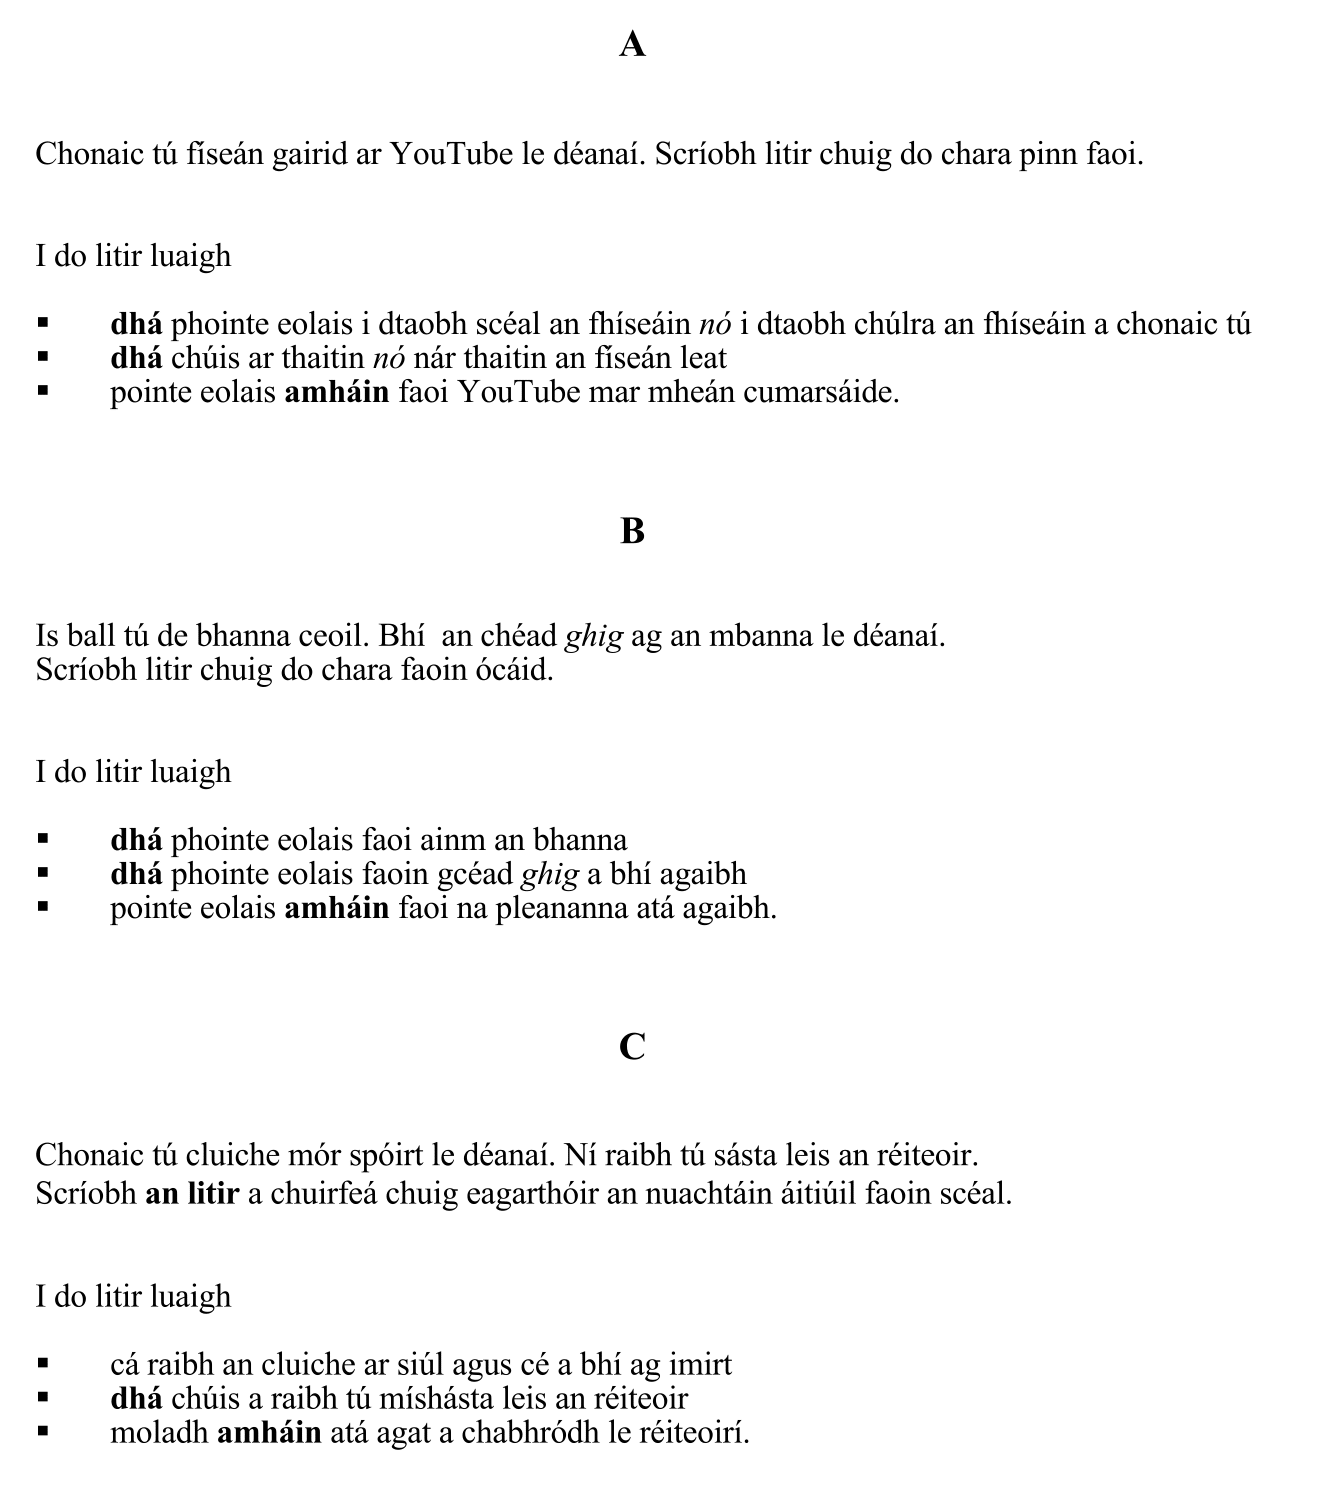 A
Chonaic tú físeán gairid ar YouTube le déanaí. Scríobh litir chuig do chara pinn faoi.
I do litir luaigh
▪ dhá phointe eolais i dtaobh scéal an fhíseáin nó i dtaobh chúlra an fhíseáin a chonaic tú
▪ dhá chúis ar thaitin nó nár thaitin an físeán leat
▪ pointe eolais amháin faoi YouTube mar mheán cumarsáide.
B
Is ball tú de bhanna ceoil. Bhí an chéad ghig ag an mbanna le déanaí.
Scríobh litir chuig do chara faoin ócáid.
I do litir luaigh
▪ dhá phointe eolais faoi ainm an bhanna
▪ dhá phointe eolais faoin gcéad ghig a bhí agaibh
▪ pointe eolais amháin faoi na pleananna atá agaibh.
C
Chonaic tú cluiche mór spóirt le déanaí. Ní raibh tú sásta leis an réiteoir.
Scríobh an litir a chuirfeá chuig eagarthóir an nuachtáin áitiúil faoin scéal.
I do litir luaigh
▪ cá raibh an cluiche ar siúl agus cé a bhí ag imirt
▪ dhá chúis a raibh tú míshásta leis an réiteoir
▪ moladh amháin atá agat a chabhródh le réiteoirí.